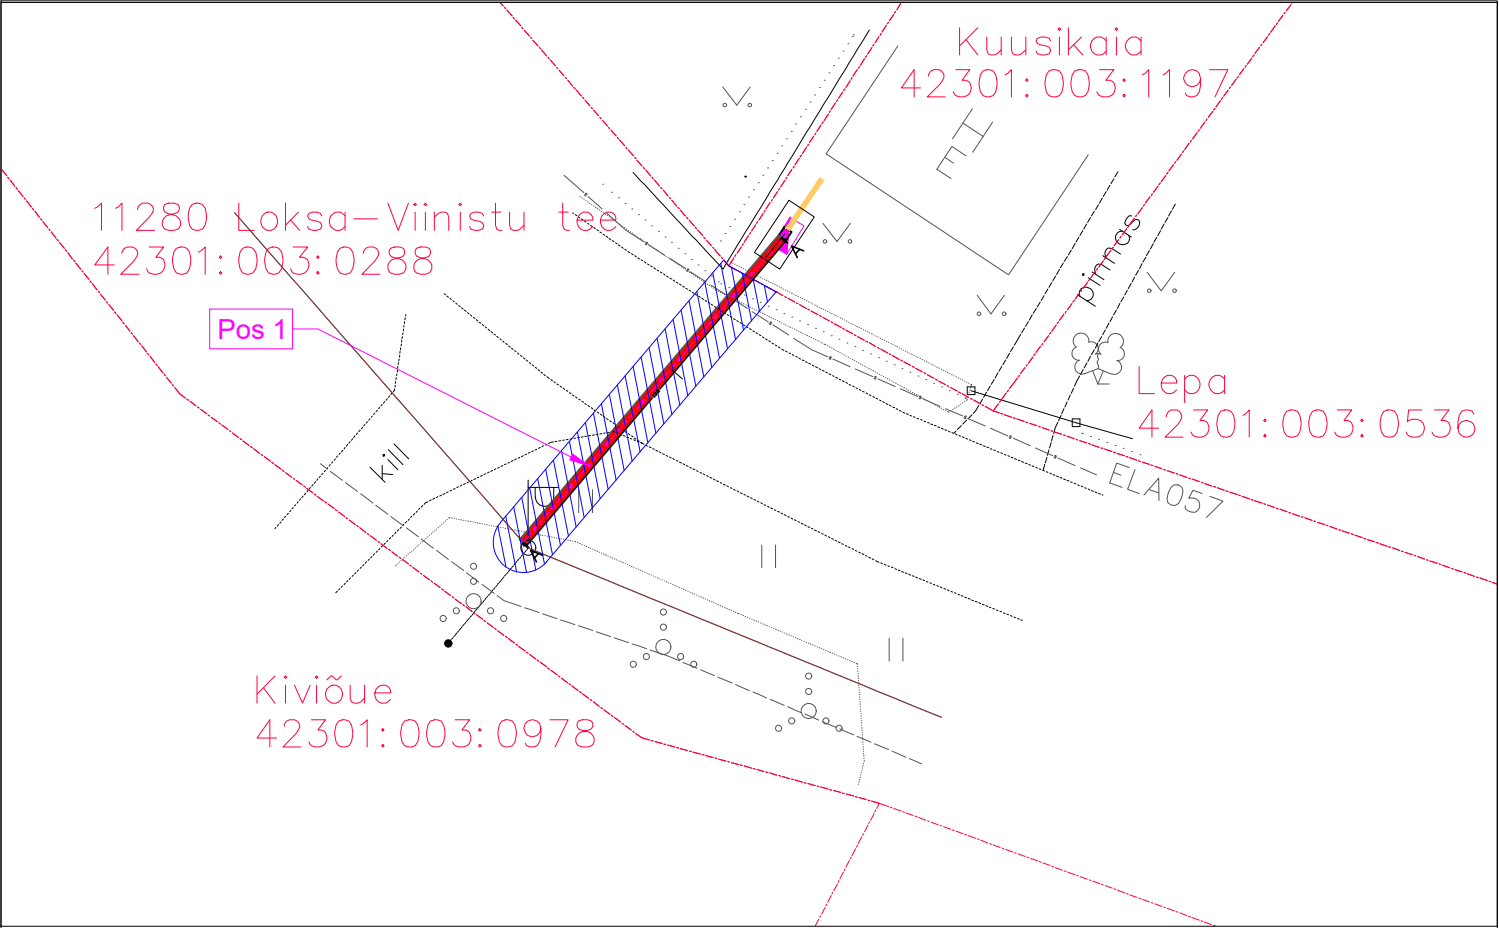 Kuusikaia
42301:003:1197
EH
11280 Loksa–Viinistu tee
42301:003:0288
A
pinnas
Pos 1
Lepa
42301:003:0536
kill
ELA057
A
Kiviõue
42301:003:0978